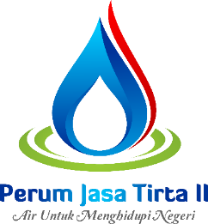 Perum Jasa Tirta II
Air Untuk Menghidupi Negeri